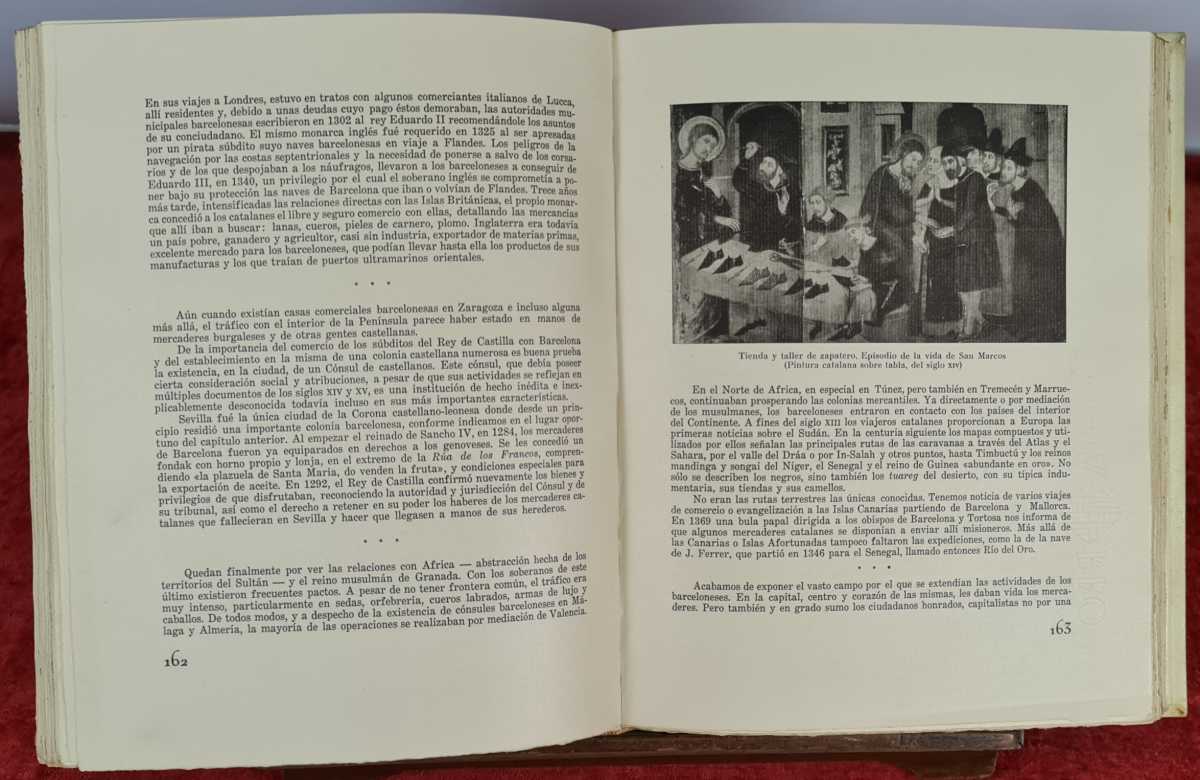 En sus viajes a Londres, estuvo en tratos con algunos comerciantes italianos de Lucca,
allí residentes y, debido a unas deudas cuyo pago éstos demoraban, las autoridades mu-
nicipales barcelonesas escribieron en 1302 al rey Eduardo II recomendándole los asuntos
de su conciudadano. El mismo monarca inglés fué requerido en 1325 al ser apresadas
por un pirata súbdito suyo naves barcelonesas en viaje a Flandes. Los peligros de la
navegación por las costas septentrionales y la necesidad de ponerse a salvo de los corsa-
rios y de los que despojaban a los náufragos, llevaron a los barceloneses a conseguir de
Eduardo III, en 1340, un privilegio por el cual el soberano inglés se comprometía a po-
ner bajo su protección las naves de Barcelona que iban o volvían de Flandes. Trece años
más tarde, intensificadas las relaciones directas con las Islas Británicas, el propio monar-
ca concedió a los catalanes el libre y seguro comercio con ellas, detallando las mercancías
que allí iban a buscar: lanas, cueros, pieles de carnero, plomo. Inglaterra era todavía
un país pobre, ganadero y agricultor, casi sin industria, exportador de materias primas,
excelente mercado para los barceloneses, que podían llevar hasta ella los productos de sus
manufacturas y los que traían de puertos ultramarinos orientales.
* * *
Aún cuando existían casas comerciales barcelonesas en Zaragoza e incluso alguna
más allá, el tráfico con el interior de la Península parece haber estado en manos de
mercaderes burgaleses y de otras gentes castellanas.
De la importancia del comercio de los súbditos del Rey de Castilla con Barcelona
y del establecimiento en la misma de una colonia castellana numerosa es buena prueba
la existencia, en la ciudad, de un Cónsul de castellanos. Este cónsul, que debía poseer
cierta consideración social y atribuciones, a pesar de que sus actividades se reflejan en
múltiples documentos de los siglos XIV y XV, es una institución de hecho inédita e inex-
plicablemente desconocida todavía incluso en sus más importantes características.
Sevilla fué la única ciudad de la Corona castellano-leonesa donde desde un prin-
cipio residió una importante colonia barcelonesa, conforme indicamos en el lugar opor-
tuno del capítulo anterior. Al empezar el reinado de Sancho IV, en 1284, los mercaderes
de Barcelona fueron ya equiparados en derechos a los genoveses. Se les concedió un
fondak con horno propio y lonja, en el extremo de la Rúa de los Francos, compren-
diendo «la plazuela de Santa María, do venden la fruta», y condiciones especiales para
la exportación de aceite. En 1292, el Rey de Castilla confirmó nuevamente los bienes y
privilegios de que disfrutaban, reconociendo la autoridad y jurisdicción del Cónsul y de
su tribunal, así como el derecho a retener en su poder los haberes de los mercaderes ca-
talanes que fallecieran en Sevilla y hacer que llegasen a manos de sus herederos.
* * *
Quedan finalmente por ver las relaciones con Africa — abstracción hecha de los
territorios del Sultán — y el reino musulmán de Granada. Con los soberanos de este
último existieron frecuentes pactos. A pesar de no tener frontera común, el tráfico era
muy intenso, particularmente en sedas, orfebrería, cueros labrados, armas de lujo y
caballos. De todos modos, y a despecho de la existencia de cónsules barceloneses en Má-
laga y Almería, la mayoría de las operaciones se realizaban por mediación de Valencia.
162
Tienda y taller de zapatero. Episodio de la vida de San Marcos
(Pintura catalana sobre tabla, del siglo XIV)
En el Norte de Africa, en especial en Túnez, pero también en Tremecén y Marrue-
cos, continuaban prosperando las colonias mercantiles. Ya directamente o por mediación
de los musulmanes, los barceloneses entraron en contacto con los países del interior
del Continente. A fines del siglo XIII los viajeros catalanes proporcionan a Europa las
primeras noticias sobre el Sudán. En la centuria siguiente los mapas compuestos y uti-
lizados por ellos señalan las principales rutas de las caravanas a través del Atlas y el
Sahara, por el valle del Dráa o por In-Salah y otros puntos, hasta Timbuctú y los reinos
mandinga y songai del Níger, el Senegal y el reino de Guinea «abundante en oro». No
sólo se describen los negros, sino también los tuareg del desierto, con su típica indu-
mentaria, sus tiendas y sus camellos.
No eran las rutas terrestres las únicas conocidas. Tenemos noticia de varios viajes
de comercio o evangelización a las Islas Canarias partiendo de Barcelona y Mallorca.
En 1369 una bula papal dirigida a los obispos de Barcelona y Tortosa nos informa de
que algunos mercaderes catalanes se disponían a enviar allí misioneros. Más allá de
las Canarias o Islas Afortunadas tampoco faltaron las expediciones, como la de la nave
de J. Ferrer, que partió en 1346 para el Senegal, llamado entonces Río del Oro.
* * *
Acabamos de exponer el vasto campo por el que se extendían las actividades de los
barceloneses. En la capital, centro y corazón de las mismas, les daban vida los merca-
deres. Pero también y en grado sumo los ciudadanos honrados, capitalistas no por una
163